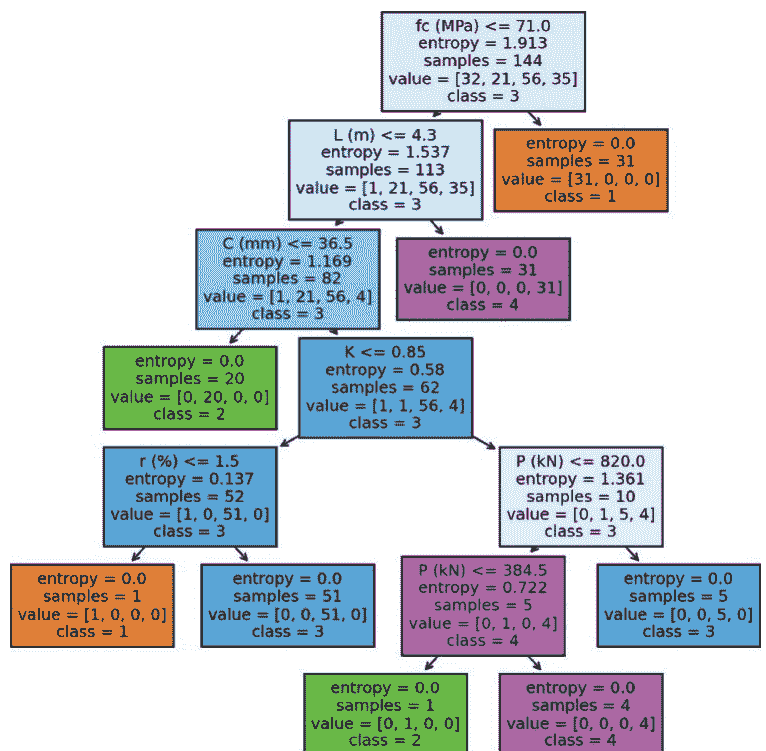 fc (MPa) <= 71.0
entropy = 1.913
samples = 144
value = [32, 21, 56, 35]
class = 3
L (m) <= 4.3
entropy = 1.537
samples = 113
value = [1, 21, 56, 35]
class = 3
entropy = 0.0
samples = 31
value = [31, 0, 0, 0]
class = 1
C (mm) <= 36.5
entropy = 1.169
samples = 82
value = [1, 21, 56, 4]
class = 3
entropy = 0.0
samples = 31
value = [0, 0, 0, 31]
class = 4
entropy = 0.0
samples = 20
value = [0, 20, 0, 0]
class = 2
K <= 0.85
entropy = 0.58
samples = 62
value = [1, 1, 56, 4]
class = 3
r (%) <= 1.5
entropy = 0.137
samples = 52
value = [1, 0, 51, 0]
class = 3
P (kN) <= 820.0
entropy = 1.361
samples = 10
value = [0, 1, 5, 4]
class = 3
entropy = 0.0
samples = 1
value = [1, 0, 0, 0]
class = 1
entropy = 0.0
samples = 51
value = [0, 0, 51, 0]
class = 3
P (kN) <= 384.5
entropy = 0.722
samples = 5
value = [0, 1, 0, 4]
class = 4
entropy = 0.0
samples = 5
value = [0, 0, 5, 0]
class = 3
entropy = 0.0
samples = 1
value = [0, 1, 0, 0]
class = 2
entropy = 0.0
samples = 4
value = [0, 0, 0, 4]
class = 4